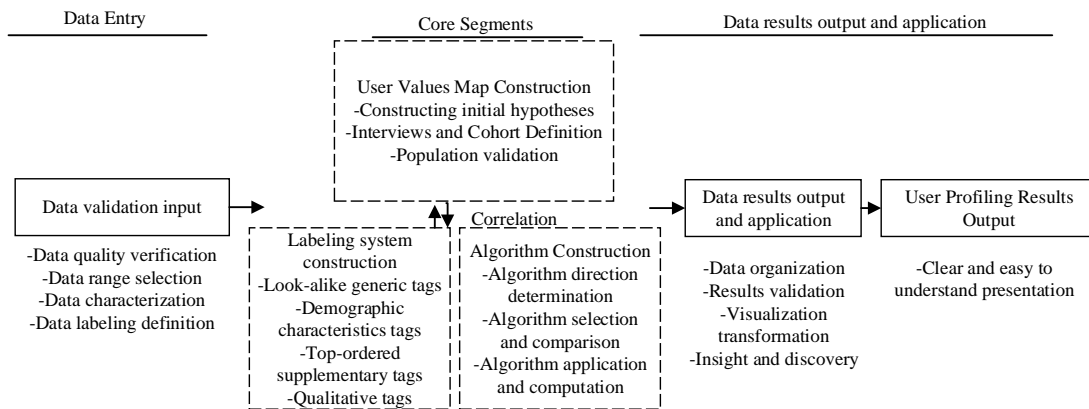 Data Entry
Core Segments
Data results output and application
User Values Map Construction
-Constructing initial hypotheses
-Interviews and Cohort Definition
-Population validation
Data validation input
-Data quality verification
-Data range selection
-Data characterization
-Data labeling definition
Correlation
Labeling system
construction
-Look-alike generic tags
-Demographic
characteristics tags
-Top-ordered
supplementary tags
-Qualitative tags
Algorithm Construction
-Algorithm direction
determination
-Algorithm selection
and comparison
-Algorithm application
and computation
Data results output
and application
-Data organization
-Results validation
-Visualization
transformation
-Insight and discovery
User Profiling Results
Output
-Clear and easy to
understand presentation